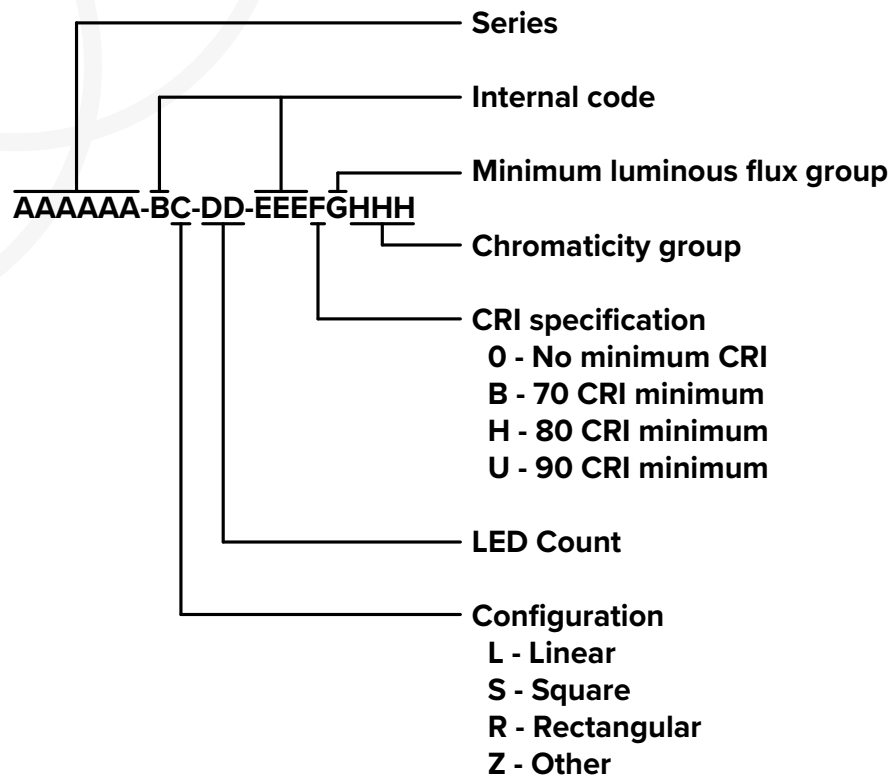 Series
Internal code
Minimum luminous flux group
AAAAAA-BC-DD-EEEFGHHH
Chromaticity group
CRI specification
0 - No minimum CRI
B - 70 CRI minimum
H - 80 CRI minimum
U - 90 CRI minimum
LED Count
Configuration
L - Linear
S - Square
R - Rectangular
Z - Other